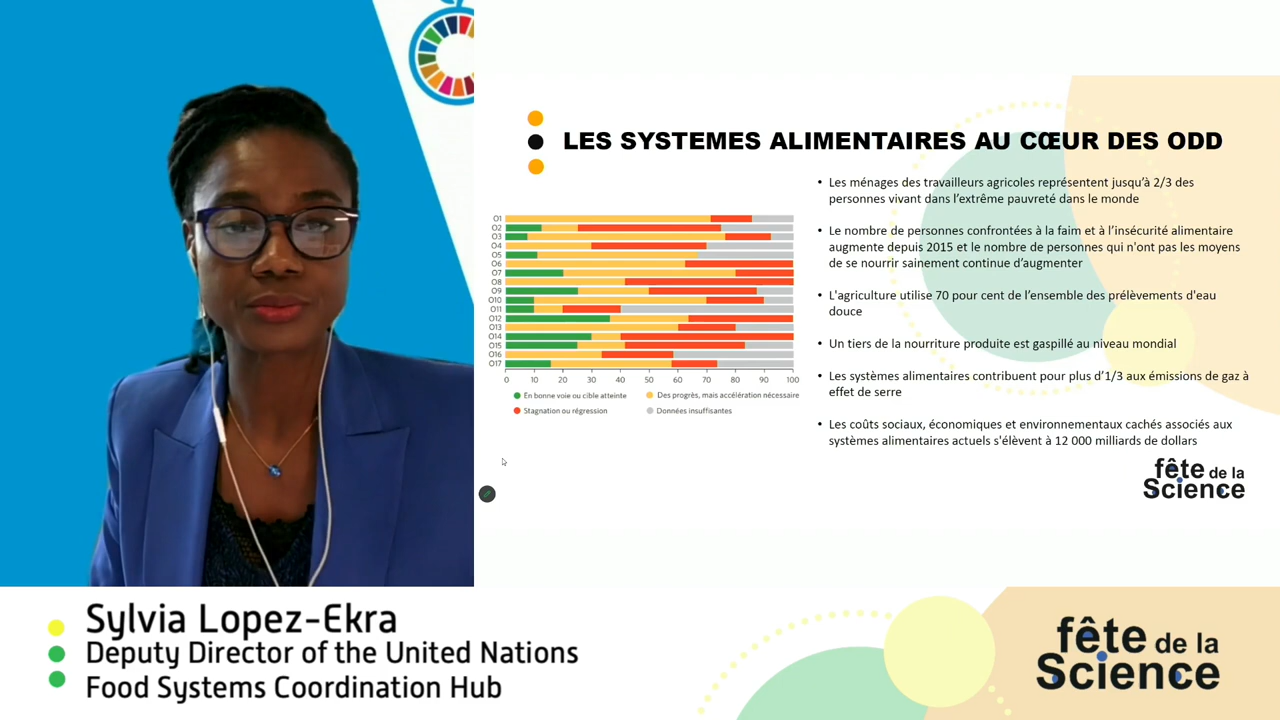 LES SYSTEMES ALIMENTAIRES AU CŒUR DES ODD
O1
O2
O3
O4
O5
O6
O7
O8
O9
O10
O11
O12
O13
O14
O15
O16
O17
0 10 20 30 40 50 60 70 80 90 100
En bonne voie ou cible atteinte
Des progrès, mais accélération nécessaire
Stagnation ou régression
Données insuffisantes
• Les ménages des travailleurs agricoles représentent jusqu'à 2/3 des
personnes vivant dans l'extrême pauvreté dans le monde
• Le nombre de personnes confrontées à la faim et à l'insécurité alimentaire
augmente depuis 2015 et le nombre de personnes qui n'ont pas les moyens
de se nourrir sainement continue d'augmenter
• L'agriculture utilise 70 pour cent de l'ensemble des prélèvements d'eau
douce
• Un tiers de la nourriture produite est gaspillé au niveau mondial
• Les systèmes alimentaires contribuent pour plus d'1/3 aux émissions de gaz à
effet de serre
• Les coûts sociaux, économiques et environnementaux cachés associés aux
systèmes alimentaires actuels s'élèvent à 12 000 milliards de dollars
fête de la
Science
Sylvia Lopez-Ekra
Deputy Director of the United Nations
Food Systems Coordination Hub
fête de la
Science